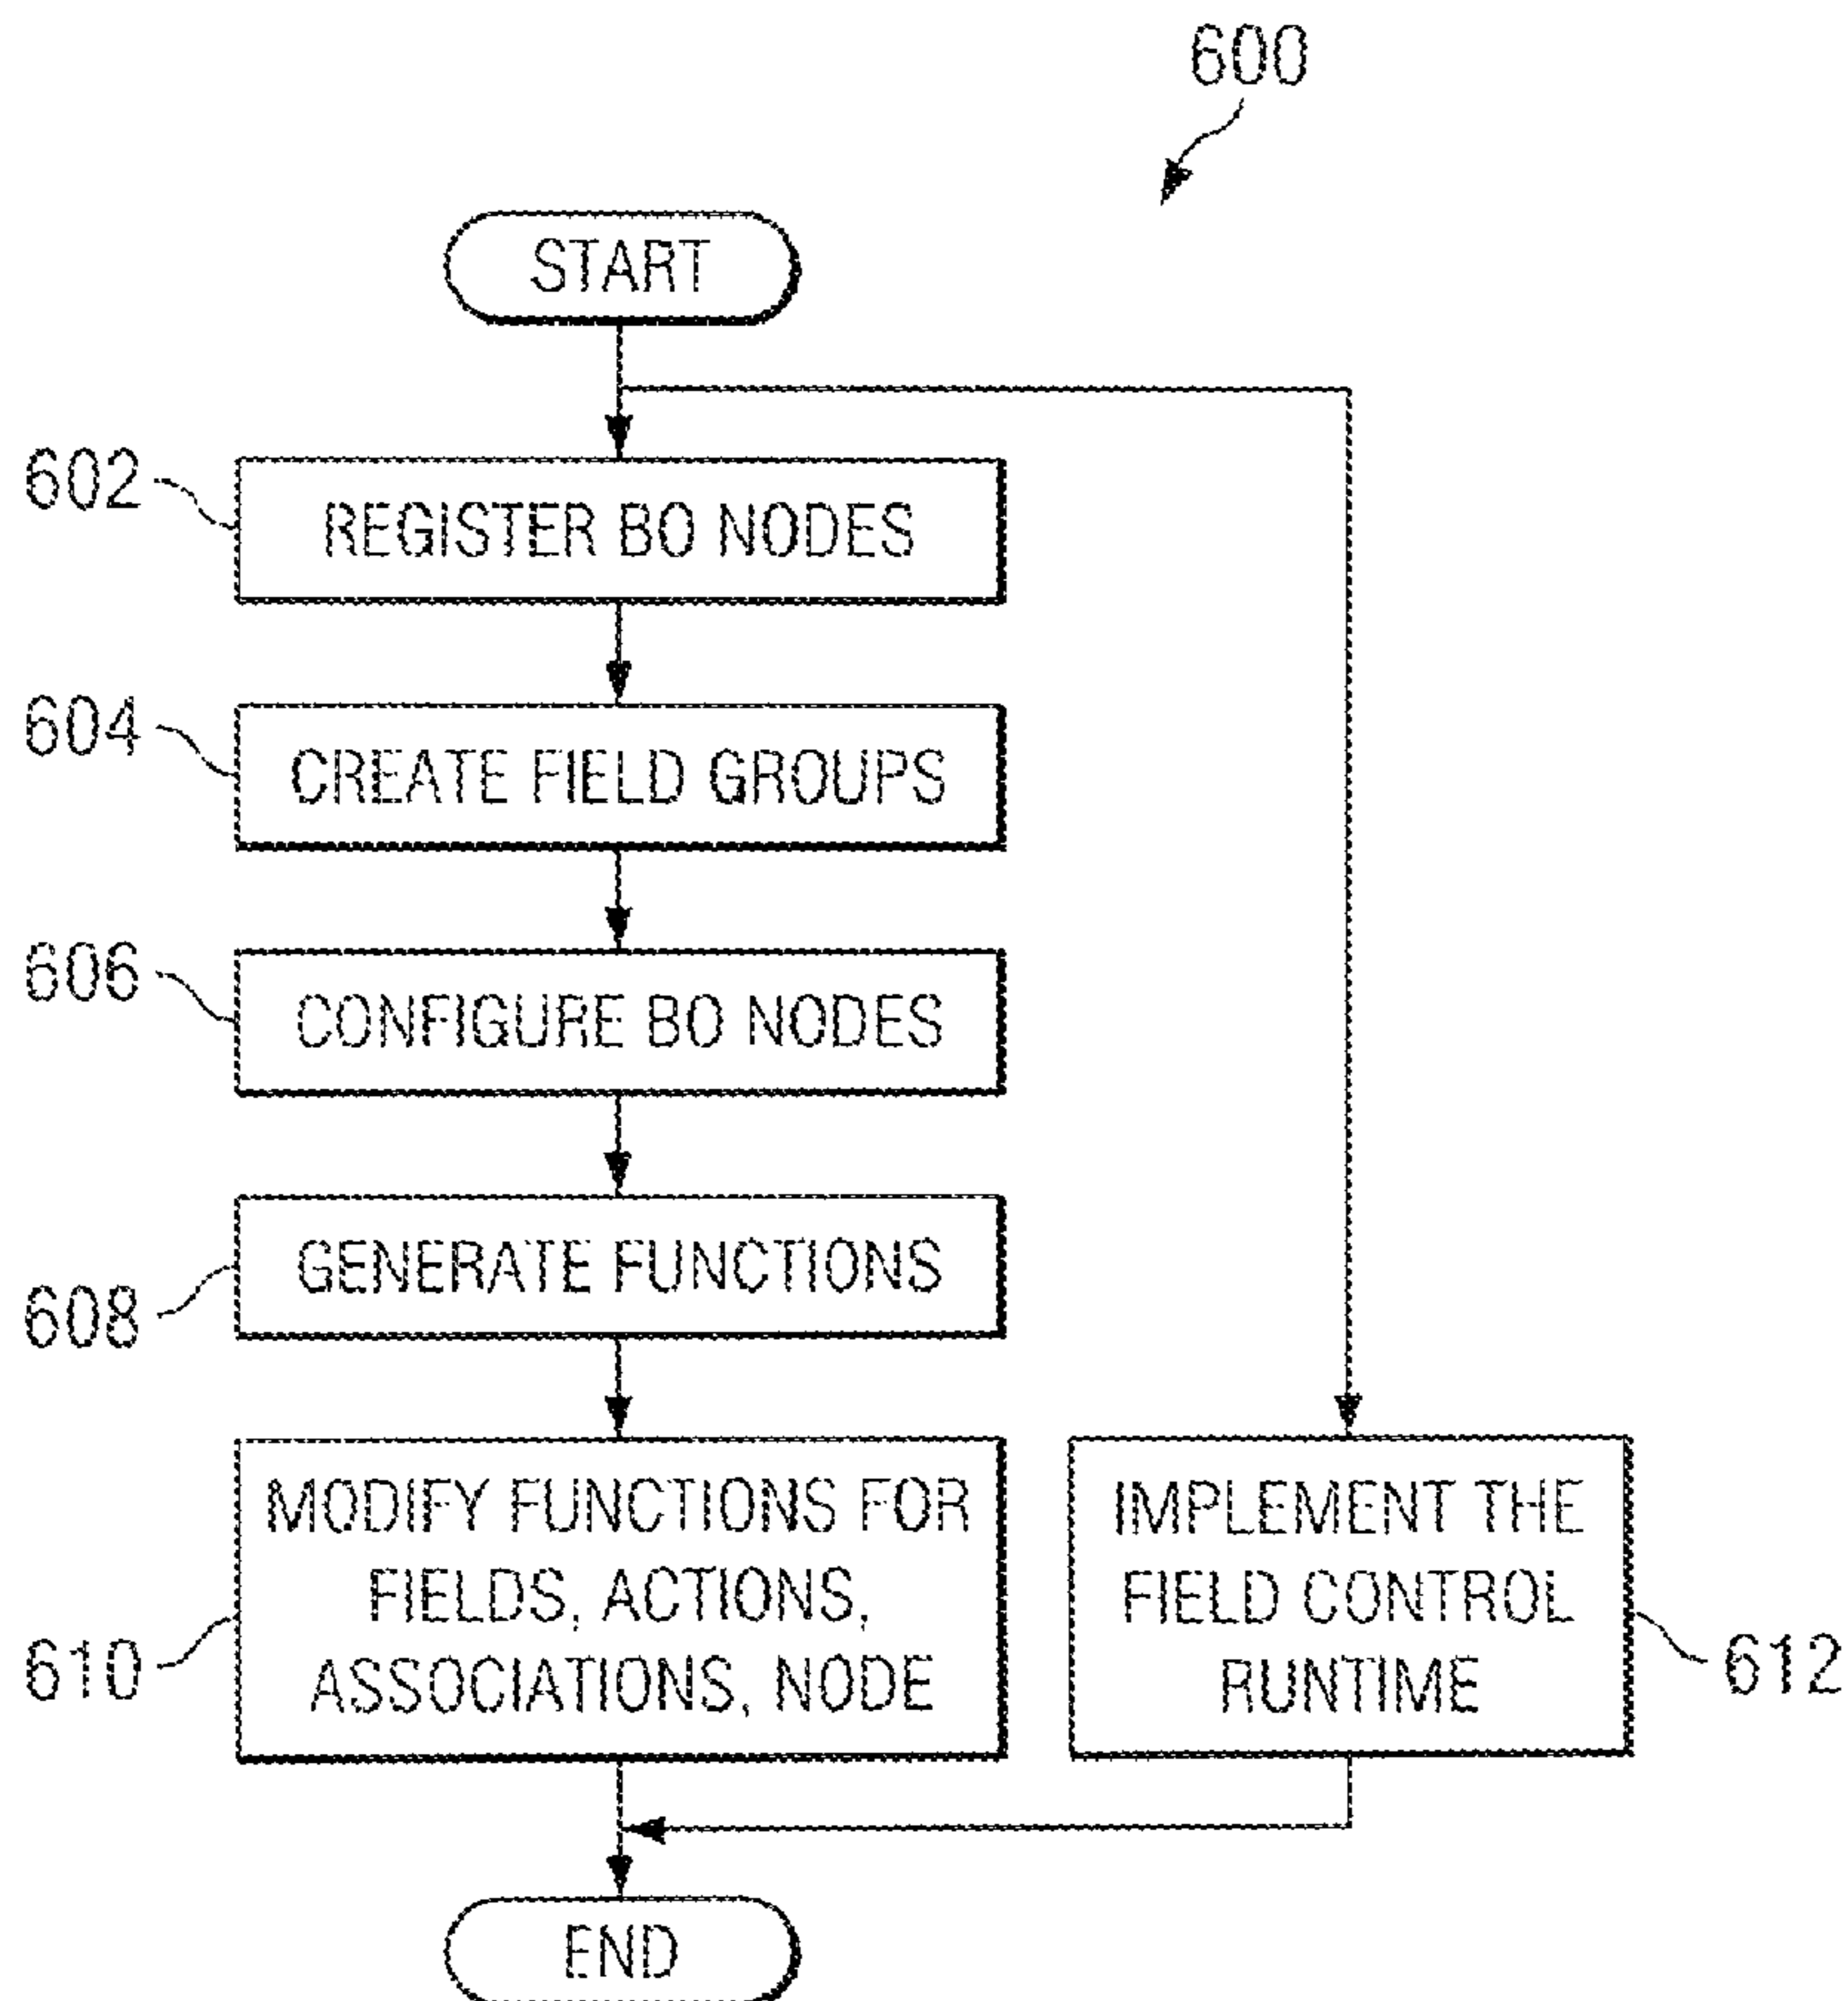 600
START
602
REGISTER BO NODES
604
CREATE FIELD GROUPS
606
CONFIGURE BO NODES
608
GENERATE FUNCTIONS
610
MODIFY FUNCTIONS FOR
FIELDS, ACTIONS,
ASSOCIATIONS, NODE
IMPLEMENT THE
FIELD CONTROL
RUNTIME
612
END